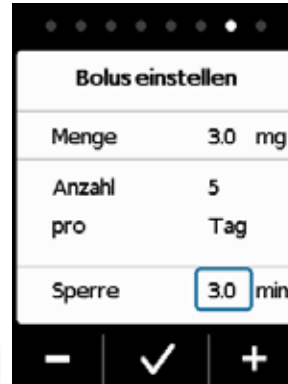 Bolus einstellen
Menge 3.0 mg
Anzahl 5
pro Tag
Sperre 3.0 min